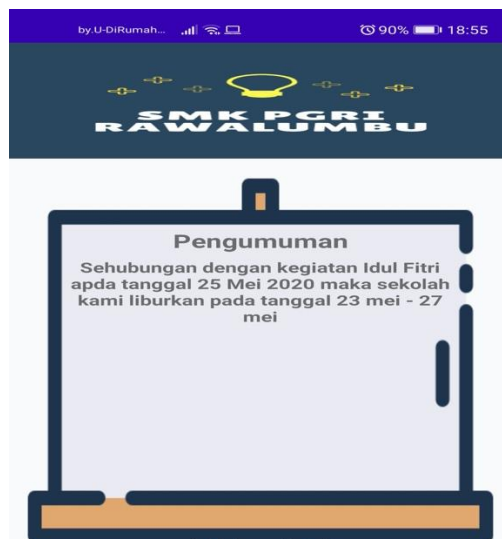 by.U-DiRumah... 90% 18:55
SMK PGRI
RAWALUMBU
Pengumuman
Sehubungan dengan kegiatan Idul Fitri
apda tanggal 25 Mei 2020 maka sekolah
kami liburkan pada tanggal 23 mei - 27
mei